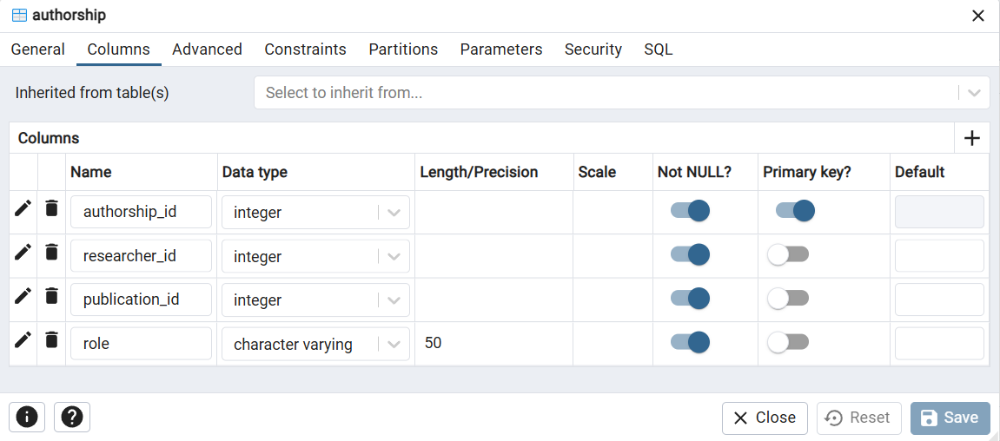 authorship
General Columns Advanced Constraints Partitions Parameters Security SQL
Inherited from table(s) Select to inherit from...
Columns
Name Data type Length/Precision Scale Not NULL? Primary key? Default
authorship_id integer
researcher_id integer
publication_id integer
role character varying 50
Close Reset Save